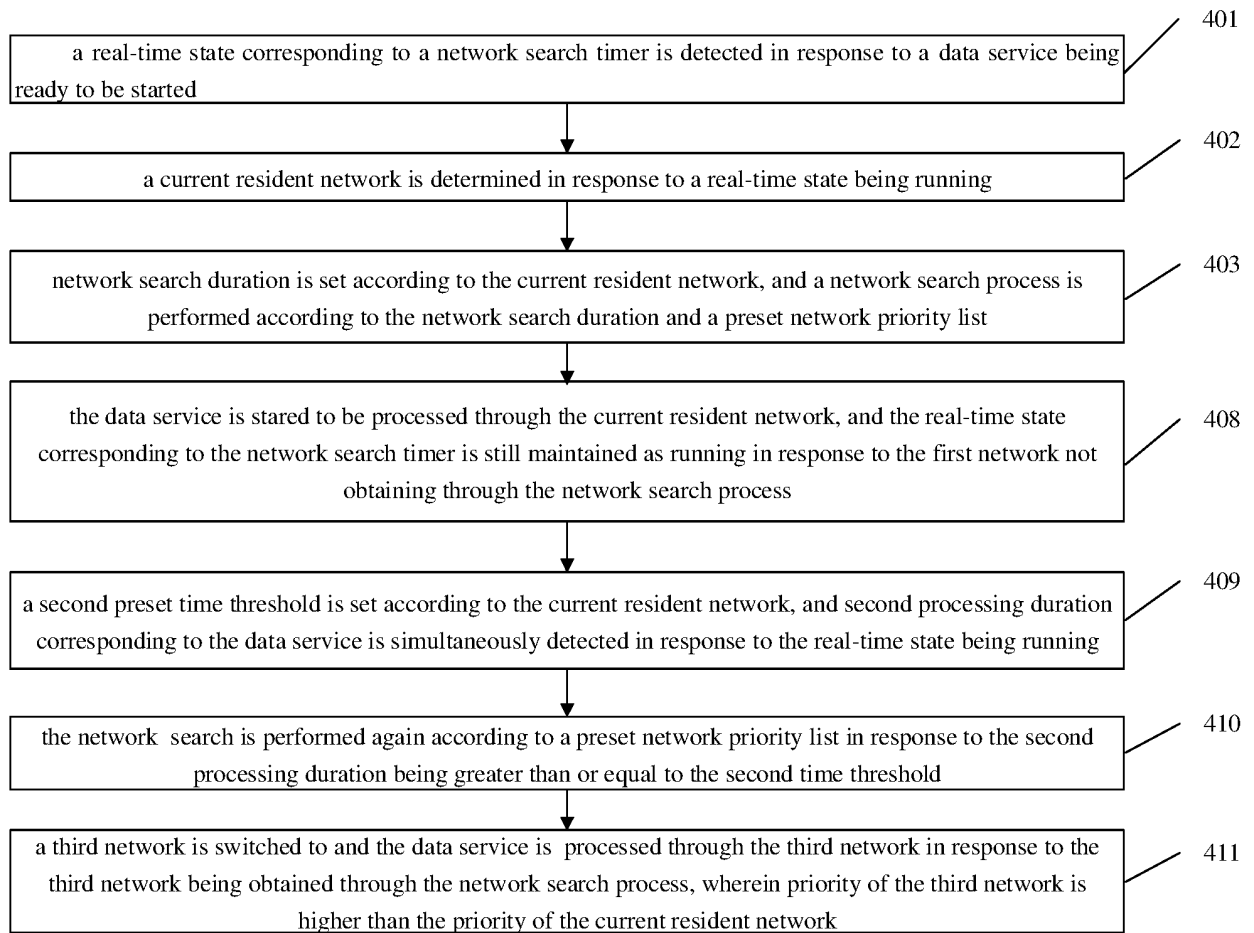 401
a real-time state corresponding to a network search timer is detected in response to a data service being
ready to be started
402
a current resident network is determined in response to a real-time state being running
403
network search duration is set according to the current resident network, and a network search process is
performed according to the network search duration and a preset network priority list
408
the data service is stared to be processed through the current resident network, and the real-time state
corresponding to the network search timer is still maintained as running in response to the first network not
obtaining through the network search process
409
a second preset time threshold is set according to the current resident network, and second processing duration
corresponding to the data service is simultaneously detected in response to the real-time state being running
410
the network search is performed again according to a preset network priority list in response to the second
processing duration being greater than or equal to the second time threshold
411
a third network is switched to and the data service is processed through the third network in response to the
third network being obtained through the network search process, wherein priority of the third network is
higher than the priority of the current resident network